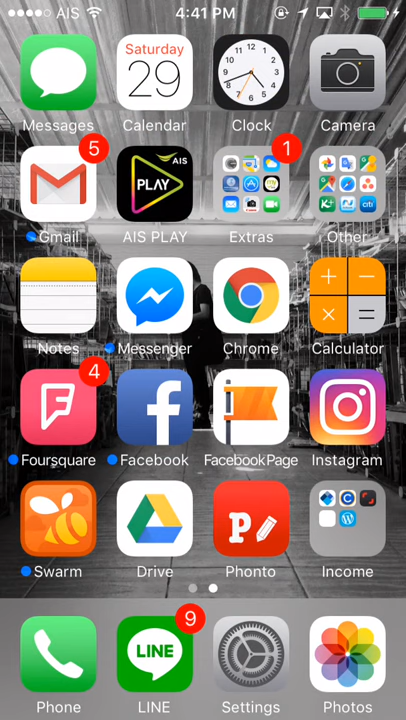 AIS 4:41 PM
Saturday
29
Messages Calendar Clock Camera
5 PLAY AIS 1
Gmail AIS PLAY Extras Other
Notes Messenger Chrome Calculator
4
Foursquare Facebook FacebookPage Instagram
Swarm Drive Phonto Income
9
LINE
Phone LINE Settings Photos